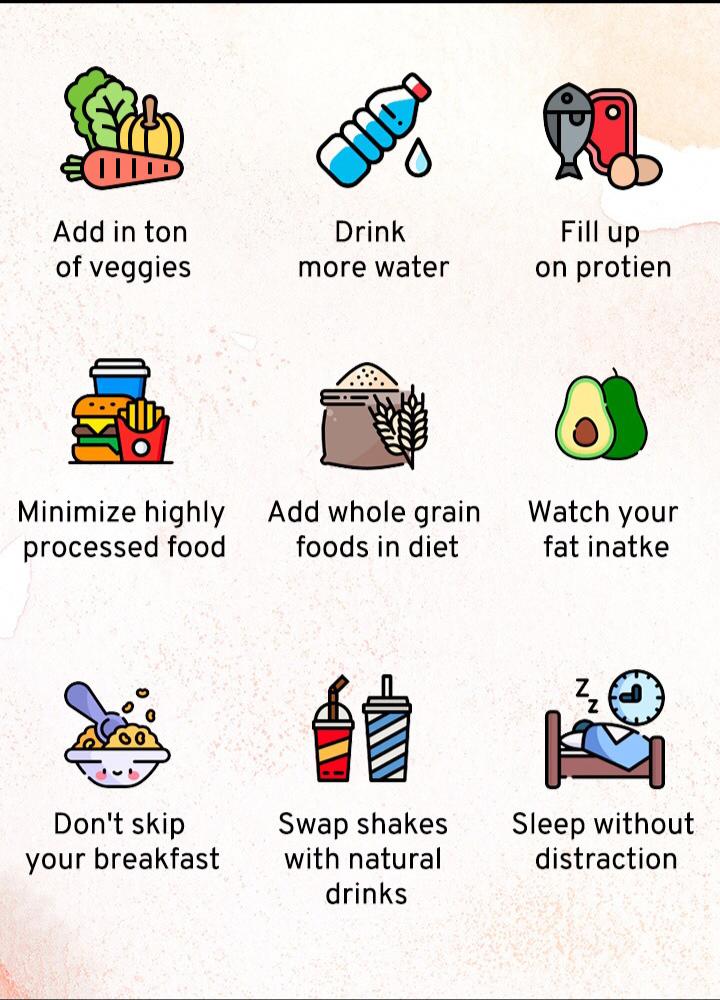 Add in ton
of veggies
Drink
more water
Fill up
on protien
Minimize highly
processed food
Add whole grain
foods in diet
Watch your
fat inatke
Don't skip
your breakfast
Swap shakes
with natural
drinks
Z
z
Sleep without
distraction